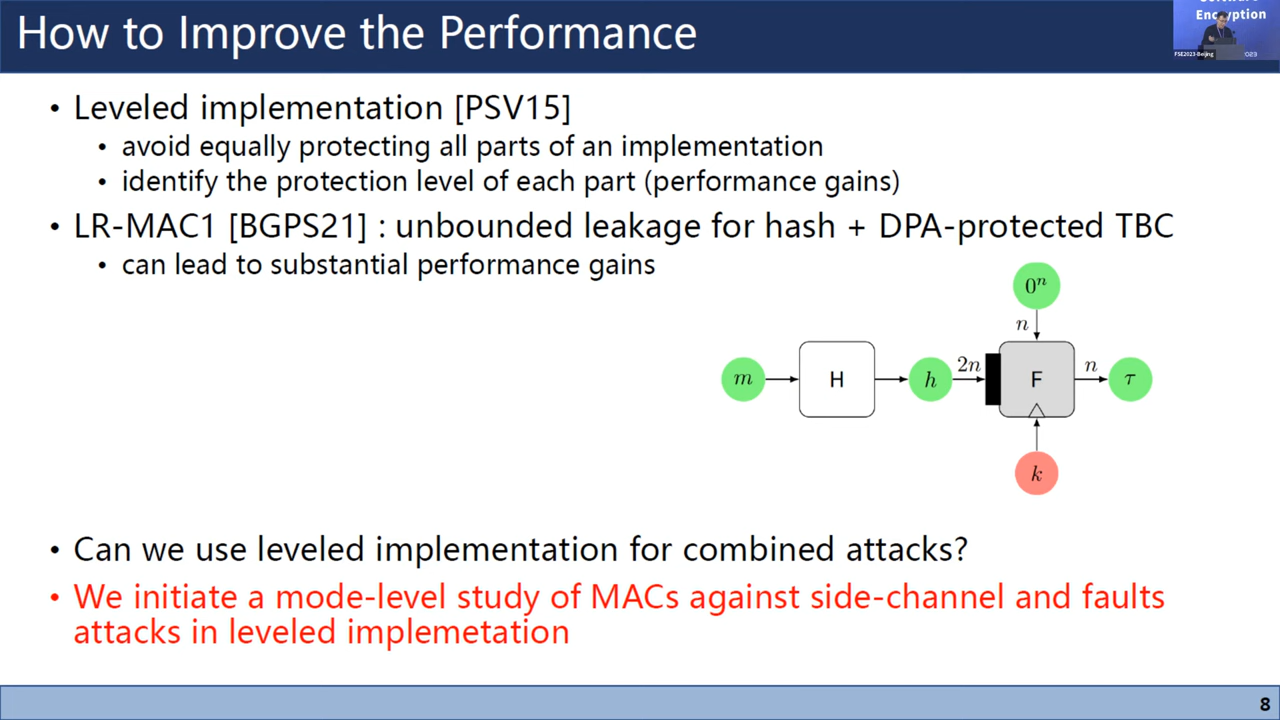 How to Improve the Performance
Software
Encryption
FSE2023-Beijing
• Leveled implementation [PSV15]
• avoid equally protecting all parts of an implementation
• identify the protection level of each part (performance gains)
• LR-MAC1 [BGPS21] : unbounded leakage for hash + DPA-protected TBC
• can lead to substantial performance gains
0ⁿ
n
m
H
h
2n
F
n
τ
k
• Can we use leveled implementation for combined attacks?
• We initiate a mode-level study of MACs against side-channel and faults
attacks in leveled implemetation
8